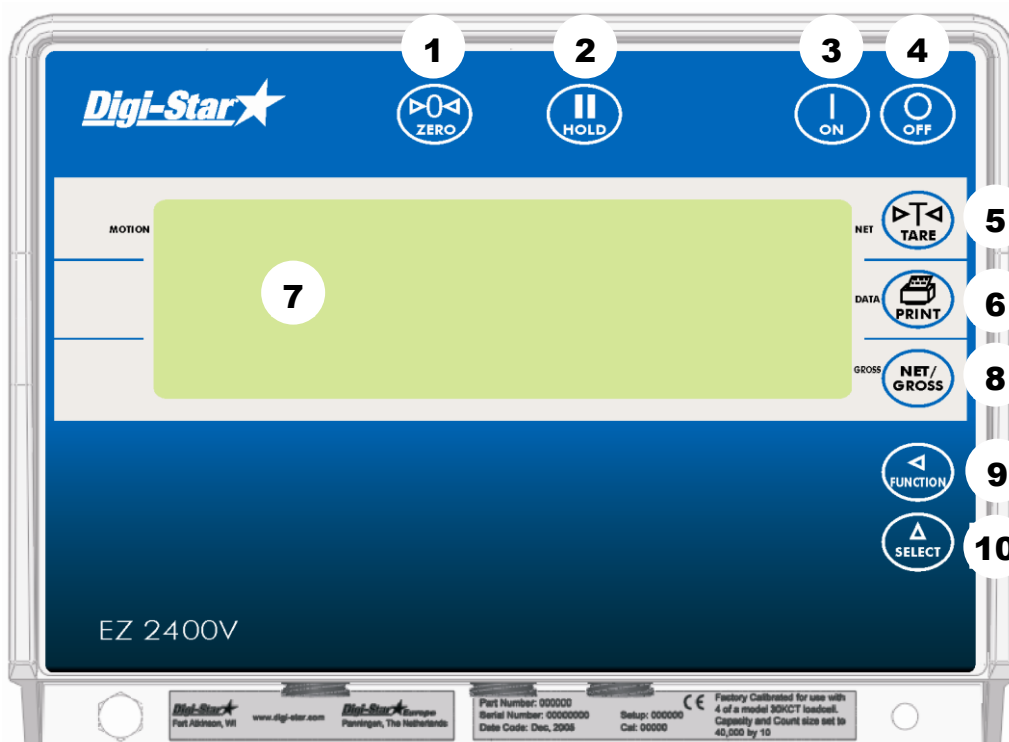 1 2 3 4
Digi-Star
0 ZERO
HOLD
ON
OFF
MOTION
NET
T TARE
5
7
DATA
PRINT
6
GROSS
NET/
GROSS
8
FUNCTION
9
SELECT
10
EZ 2400V
Digi-Star
Fort Atkinson, WI
www.digi-star.com
Digi-Star Europe
Panningen, The Netherlands
Part Number: 000000
Serial Number: 00000000
Date Code: Dec, 2005
Setup: 000000
Cal: 00000
CE
Factory Calibrated for use with
4 of a model 30KCT loadcell.
Capacity and Count size set to
40,000 by 10